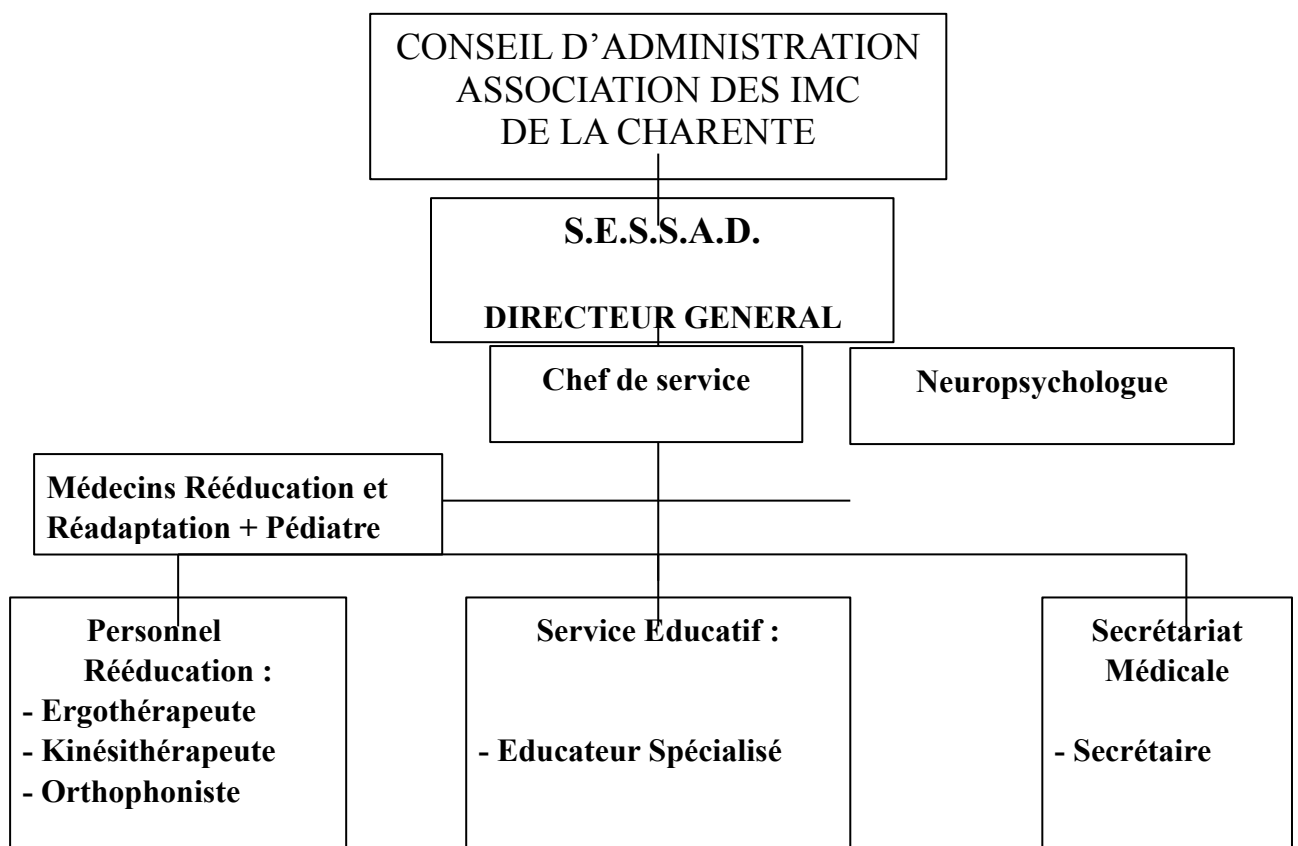 CONSEIL D’ADMINISTRATION
ASSOCIATION DES IMC
DE LA CHARENTE
S.E.S.S.A.D.
DIRECTEUR GENERAL
Chef de service
Neuropsychologue
Médecins Rééducation et
Réadaptation + Pédiatre
Personnel
Rééducation :
- Ergothérapeute
- Kinésithérapeute
- Orthophoniste
Service Educatif :
- Educateur Spécialisé
Secrétariat
Médicale
- Secrétaire